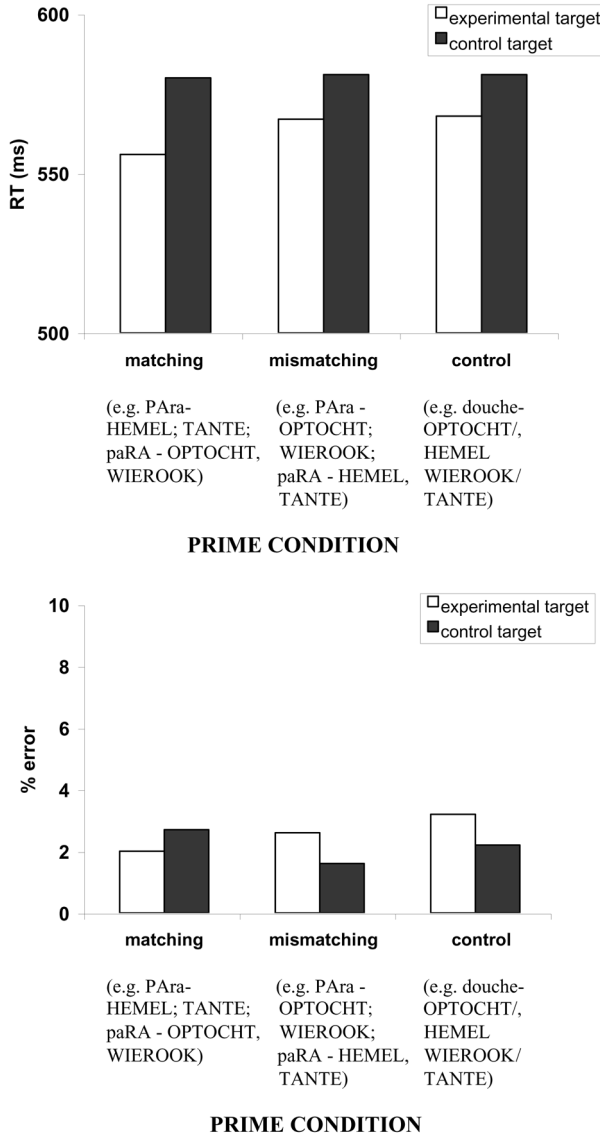 600
experimental target
control target
550
RT (ms)
500
matching
mismatching
control
(e.g. PAra-
HEMEL; TANTE;
paRA - OPTOCHT,
WIEROOK)
(e.g. PAra -
OPTOCHT;
WIEROOK;
paRA - HEMEL,
TANTE)
(e.g. douche-
OPTOCHT/,
HEMEL
WIEROOK/
TANTE)
PRIME CONDITION
experimental target
control target
10
8
6
4
2
0
% error
matching
mismatching
control
(e.g. PAra-
HEMEL; TANTE;
paRA - OPTOCHT,
WIEROOK)
(e.g. PAra -
OPTOCHT;
WIEROOK;
paRA - HEMEL,
TANTE)
(e.g. douche-
OPTOCHT/,
HEMEL
WIEROOK/
TANTE)
PRIME CONDITION